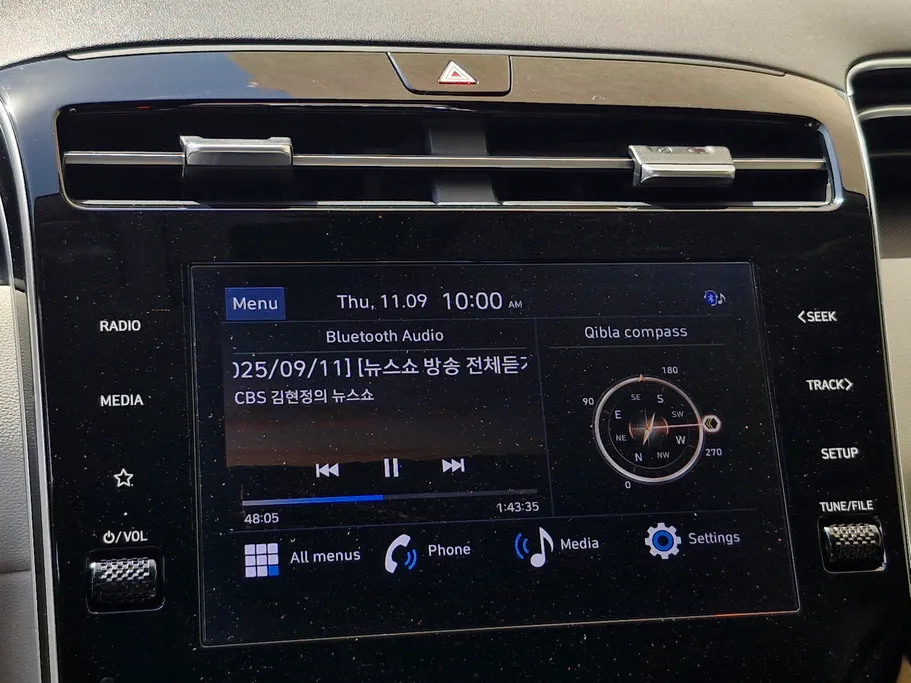 Menu
Thu, 11.09 10:00 AM
Bluetooth Audio
025/09/11] [뉴스쇼 방송 전체듣기
CBS 김현정의 뉴스쇼
48:05
1:43:35
Qibla compass
180
90
SE
S
E
SW
NE
W
N
NW
270
0
All menus
Phone
Media
Settings
RADIO
MEDIA
/VOL
<SEEK
TRACK>
SETUP
TUNE/FILE